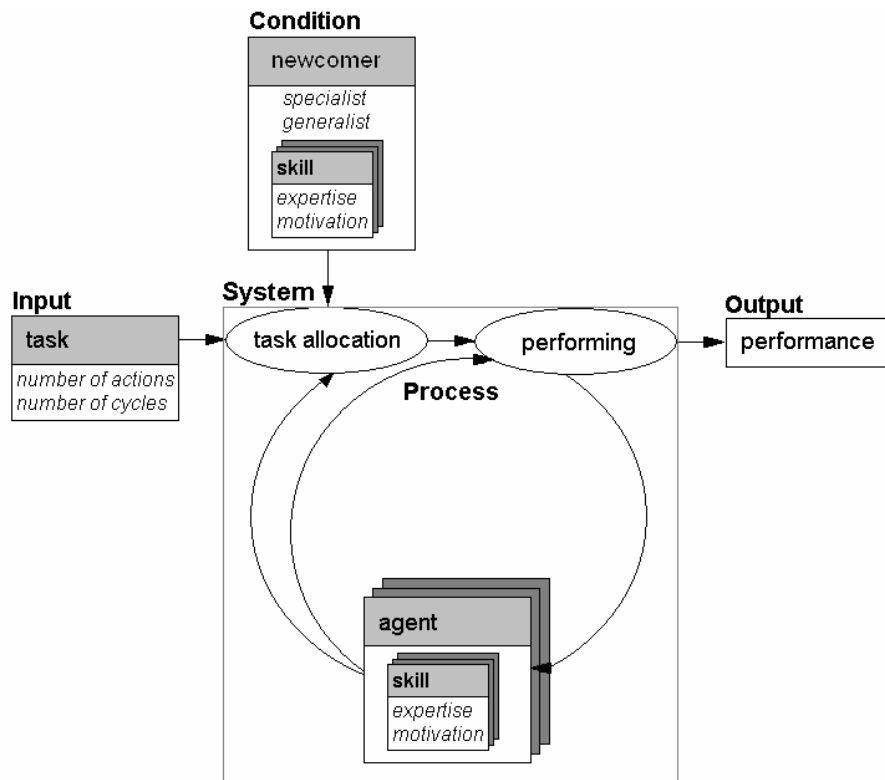 Condition
newcomer
specialist
generalist
skill
expertise
motivation
Input
System
Output
task
task allocation
performing
performance
number of actions
number of cycles
Process
agent
skill
expertise
motivation